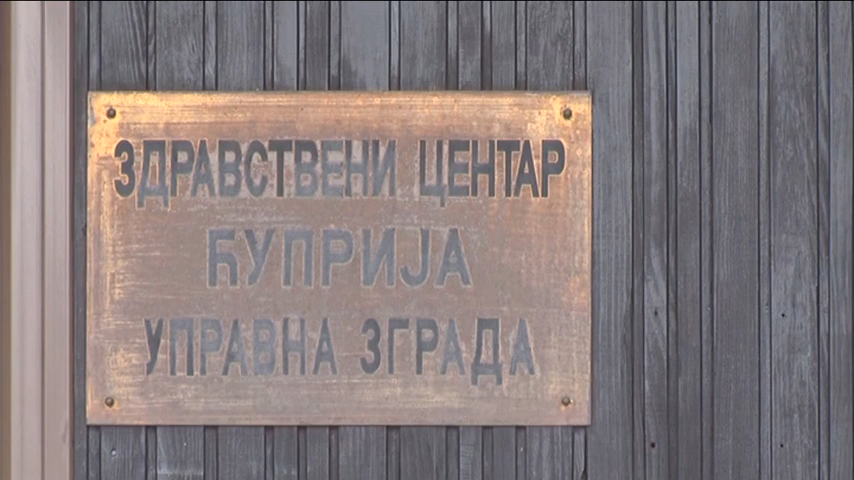 ЗДРАВСТВЕНИ ЦЕНТАР
ЋУПРИЈА
УПРАВНА ЗГРАДА